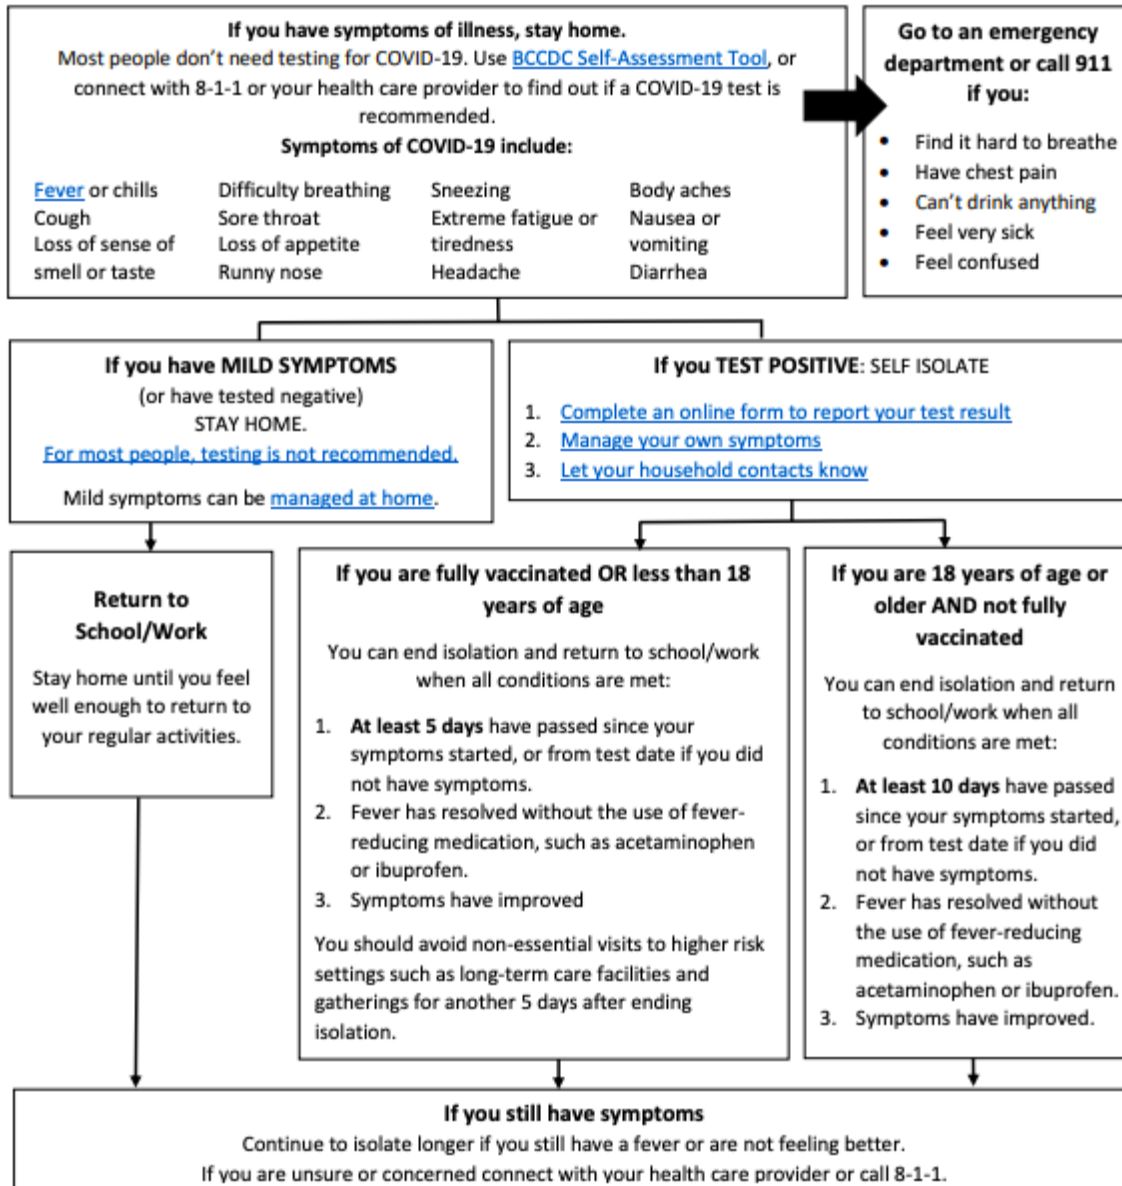 If you have symptoms of illness, stay home.
Most people don't need testing for COVID-19. Use BCCDC Self-Assessment Tool, or
connect with 8-1-1 or your health care provider to find out if a COVID-19 test is
recommended.
Symptoms of COVID-19 include:
Fever or chills
Cough
Loss of sense of
smell or taste
Difficulty breathing
Sore throat
Loss of appetite
Runny nose
Sneezing
Extreme fatigue or
tiredness
Headache
Body aches
Nausea or
vomiting
Diarrhea
Go to an emergency
department or call 911
if you:
• Find it hard to breathe
• Have chest pain
• Can't drink anything
• Feel very sick
• Feel confused
If you have MILD SYMPTOMS
(or have tested negative)
STAY HOME.
For most people, testing is not recommended.
Mild symptoms can be managed at home.
If you TEST POSITIVE: SELF ISOLATE
1. Complete an online form to report your test result
2. Manage your own symptoms
3. Let your household contacts know
Return to
School/Work
Stay home until you feel
well enough to return to
your regular activities.
If you are fully vaccinated OR less than 18
years of age
You can end isolation and return to school/work
when all conditions are met:
1. At least 5 days have passed since your
symptoms started, or from test date if you did
not have symptoms.
2. Fever has resolved without the use of fever-
reducing medication, such as acetaminophen
or ibuprofen.
3. Symptoms have improved
You should avoid non-essential visits to higher risk
settings such as long-term care facilities and
gatherings for another 5 days after ending
isolation.
If you are 18 years of age or
older AND not fully
vaccinated
You can end isolation and return
to school/work when all
conditions are met:
1. At least 10 days have passed
since your symptoms started,
or from test date if you did
not have symptoms.
2. Fever has resolved without
the use of fever-reducing
medication, such as
acetaminophen or ibuprofen.
3. Symptoms have improved.
If you still have symptoms
Continue to isolate longer if you still have a fever or are not feeling better.
If you are unsure or concerned connect with your health care provider or call 8-1-1.